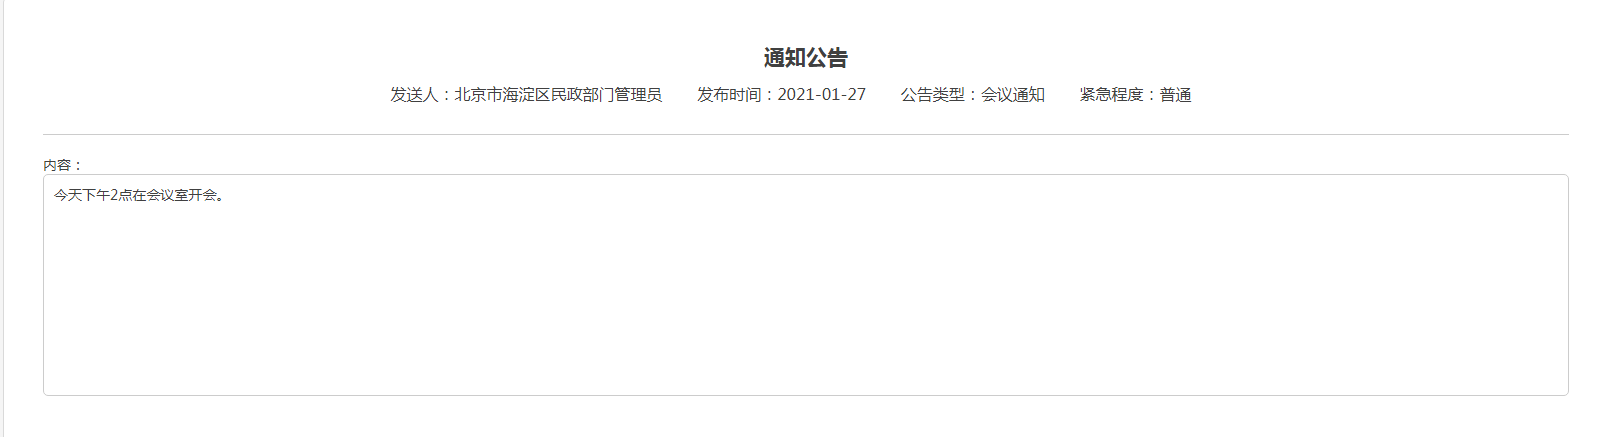 通知公告
发送人：北京市海淀区民政部门管理员 发布时间：2021-01-27 公告类型：会议通知 紧急程度：普通
内容：
今天下午2点在会议室开会。